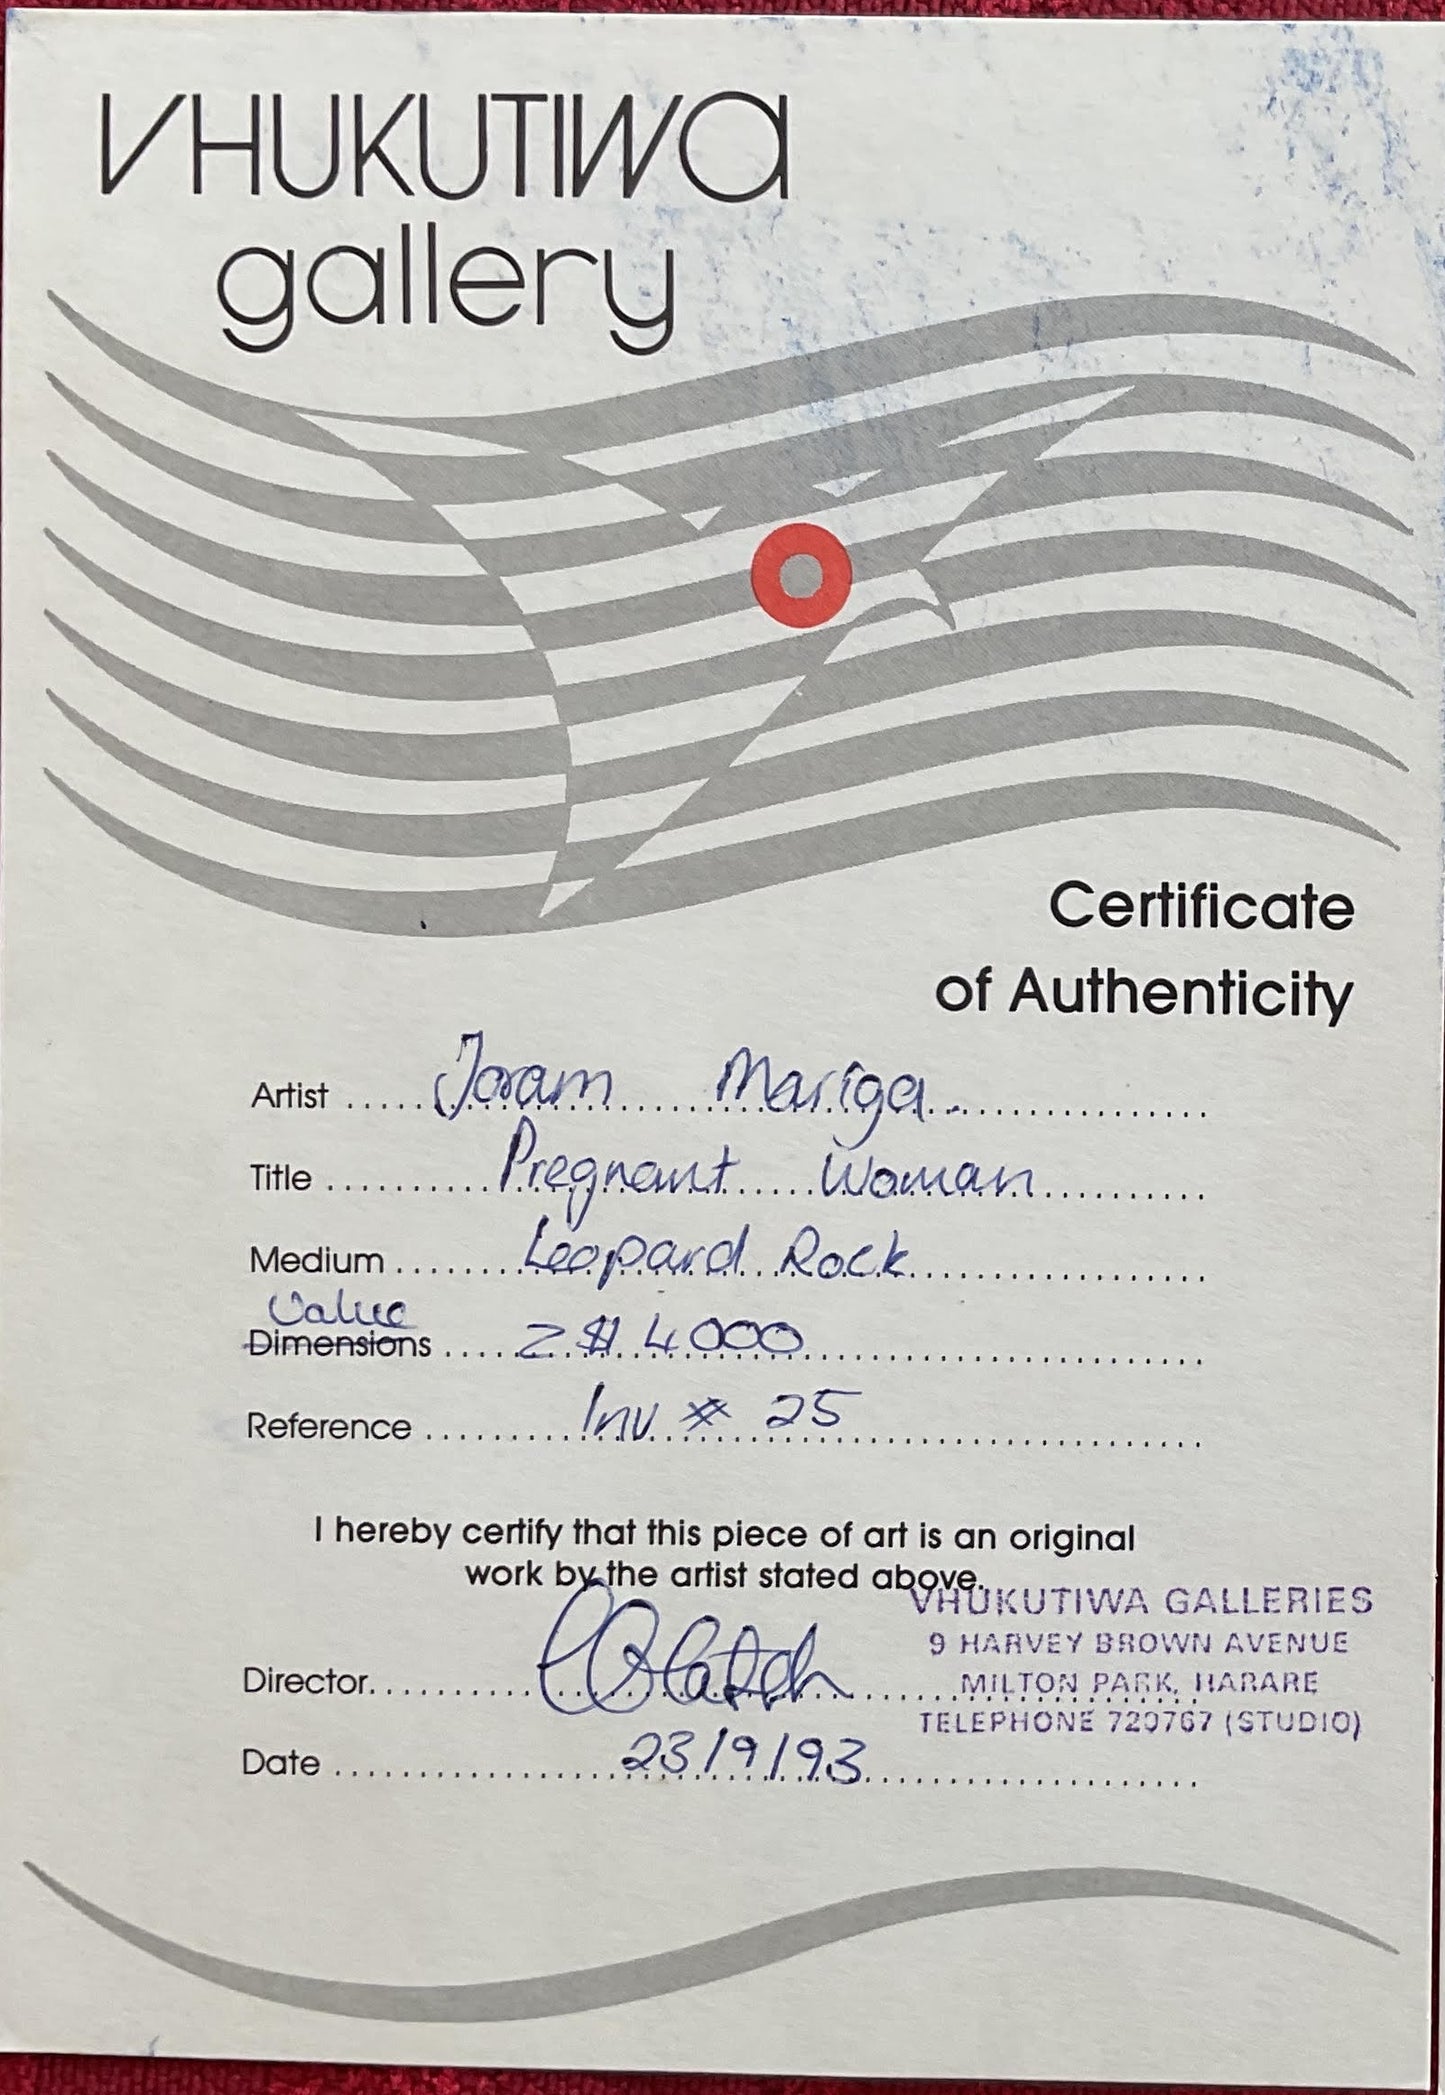 VHUKUTIWA
gallery
Certificate
of Authenticity
Artist ..... Joram Mariga
Title ..... Pregnant Woman
Medium ..... Leopard Rock
Value
Dimensions ..... Z$ 4000
Reference ..... Inv # 25
I hereby certify that this piece of art is an original
work by the artist stated above.
VHUKUTIWA GALLERIES
9 HARVEY BROWN AVENUE
MILTON PARK, HARARE
TELEPHONE 720767 (STUDIO)
Director.....
Date ..... 23/9/93